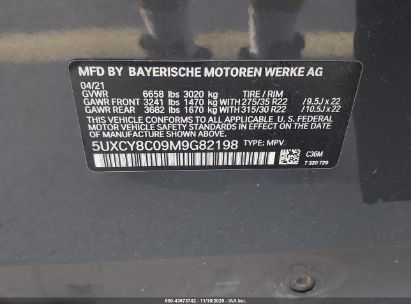 MFD BY BAYERISCHE MOTOREN WERKE AG
04/21
GVWR 6658 lbs 3020 kg TIRE / RIM
GAWR FRONT 3241 lbs 1470 kg WITH 275/35 R22 / 9.5J x 22
GAWR REAR 3682 lbs 1670 kg WITH 315/30 R22 / 10.5J x 22
THIS VEHICLE CONFORMS TO ALL APPLICABLE U.S. FEDERAL
MOTOR VEHICLE SAFETY STANDARDS IN EFFECT ON THE DATE
OF MANUFACTURE SHOWN ABOVE.
5UXCY8C09M9G82198 TYPE: MPV
C36M
7 320 729